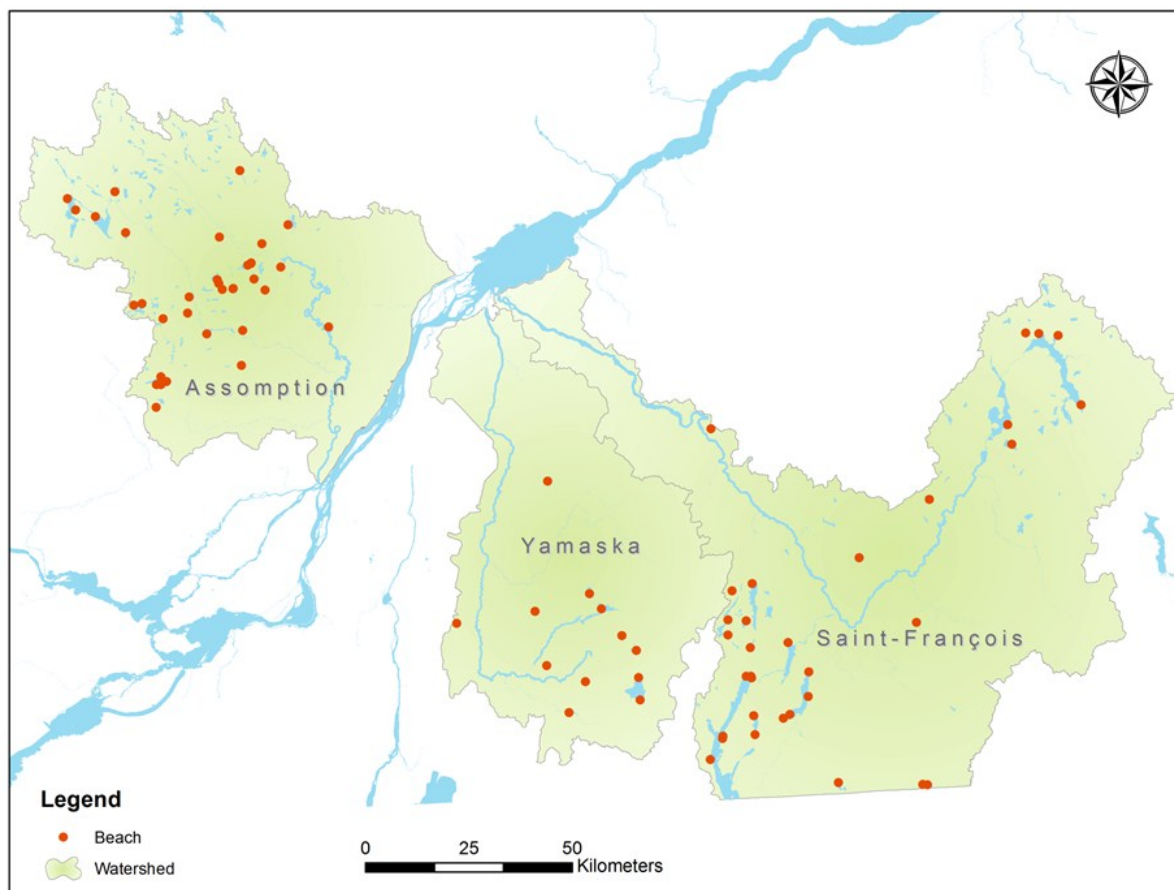 Assomption
Yamaska
Saint-François
Legend
Beach
Watershed
0 25 50
Kilometers